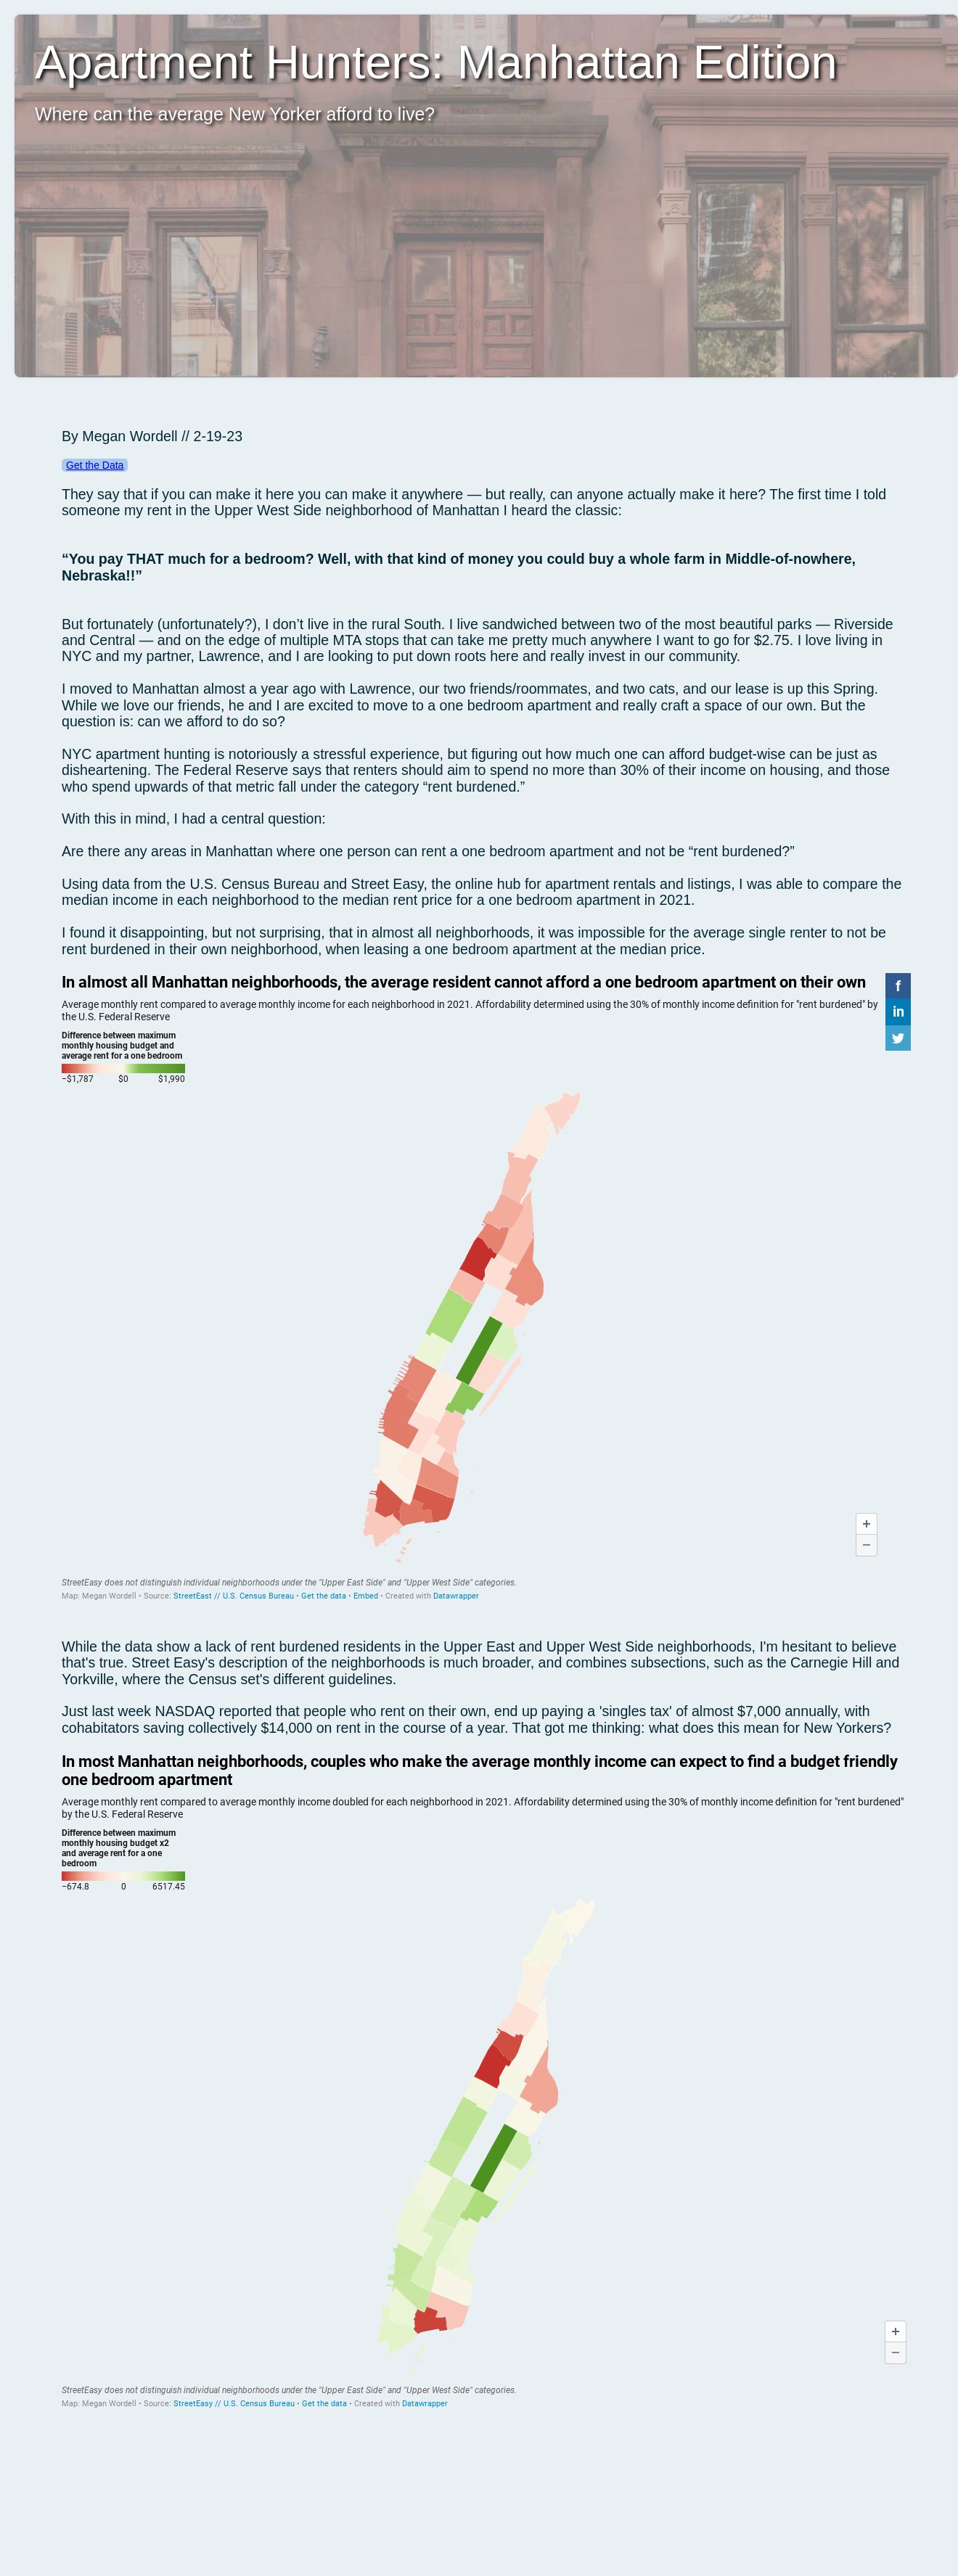 Apartment Hunters: Manhattan Edition
Where can the average New Yorker afford to live?
By Megan Wordell // 2-19-23
Get the Data
They say that if you can make it here you can make it anywhere — but really, can anyone actually make it here? The first time I told
someone my rent in the Upper West Side neighborhood of Manhattan I heard the classic:
“You pay THAT much for a bedroom? Well, with that kind of money you could buy a whole farm in Middle-of-nowhere,
Nebraska!!”
But fortunately (unfortunately?), I don’t live in the rural South. I live sandwiched between two of the most beautiful parks — Riverside
and Central — and on the edge of multiple MTA stops that can take me pretty much anywhere I want to go for $2.75. I love living in
NYC and my partner, Lawrence, and I are looking to put down roots here and really invest in our community.
I moved to Manhattan almost a year ago with Lawrence, our two friends/roommates, and two cats, and our lease is up this Spring.
While we love our friends, he and I are excited to move to a one bedroom apartment and really craft a space of our own. But the
question is: can we afford to do so?
NYC apartment hunting is notoriously a stressful experience, but figuring out how much one can afford budget-wise can be just as
disheartening. The Federal Reserve says that renters should aim to spend no more than 30% of their income on housing, and those
who spend upwards of that metric fall under the category “rent burdened.”
With this in mind, I had a central question:
Are there any areas in Manhattan where one person can rent a one bedroom apartment and not be “rent burdened?”
Using data from the U.S. Census Bureau and Street Easy, the online hub for apartment rentals and listings, I was able to compare the
median income in each neighborhood to the median rent price for a one bedroom apartment in 2021.
I found it disappointing, but not surprising, that in almost all neighborhoods, it was impossible for the average single renter to not be
rent burdened in their own neighborhood, when leasing a one bedroom apartment at the median price.
In almost all Manhattan neighborhoods, the average resident cannot afford a one bedroom apartment on their own
f
Average monthly rent compared to average monthly income for each neighborhood in 2021. Affordability determined using the 30% of monthly income definition for "rent burdened" by
the U.S. Federal Reserve
in
Difference between maximum
monthly housing budget and
average rent for a one bedroom
−$1,787 $0 $1,990
+
−
StreetEasy does not distinguish individual neighborhoods under the "Upper East Side" and "Upper West Side" categories.
Map: Megan Wordell • Source: StreetEast // U.S. Census Bureau • Get the data • Embed • Created with Datawrapper
While the data show a lack of rent burdened residents in the Upper East and Upper West Side neighborhoods, I'm hesitant to believe
that's true. Street Easy's description of the neighborhoods is much broader, and combines subsections, such as the Carnegie Hill and
Yorkville, where the Census set's different guidelines.
Just last week NASDAQ reported that people who rent on their own, end up paying a 'singles tax' of almost $7,000 annually, with
cohabitators saving collectively $14,000 on rent in the course of a year. That got me thinking: what does this mean for New Yorkers?
In most Manhattan neighborhoods, couples who make the average monthly income can expect to find a budget friendly
one bedroom apartment
Average monthly rent compared to average monthly income doubled for each neighborhood in 2021. Affordability determined using the 30% of monthly income definition for "rent burdened"
by the U.S. Federal Reserve
Difference between maximum
monthly housing budget x2
and average rent for a one
bedroom
−674.8 0 6517.45
+
−
StreetEasy does not distinguish individual neighborhoods under the "Upper East Side" and "Upper West Side" categories.
Map: Megan Wordell • Source: StreetEasy // U.S. Census Bureau • Get the data • Created with Datawrapper